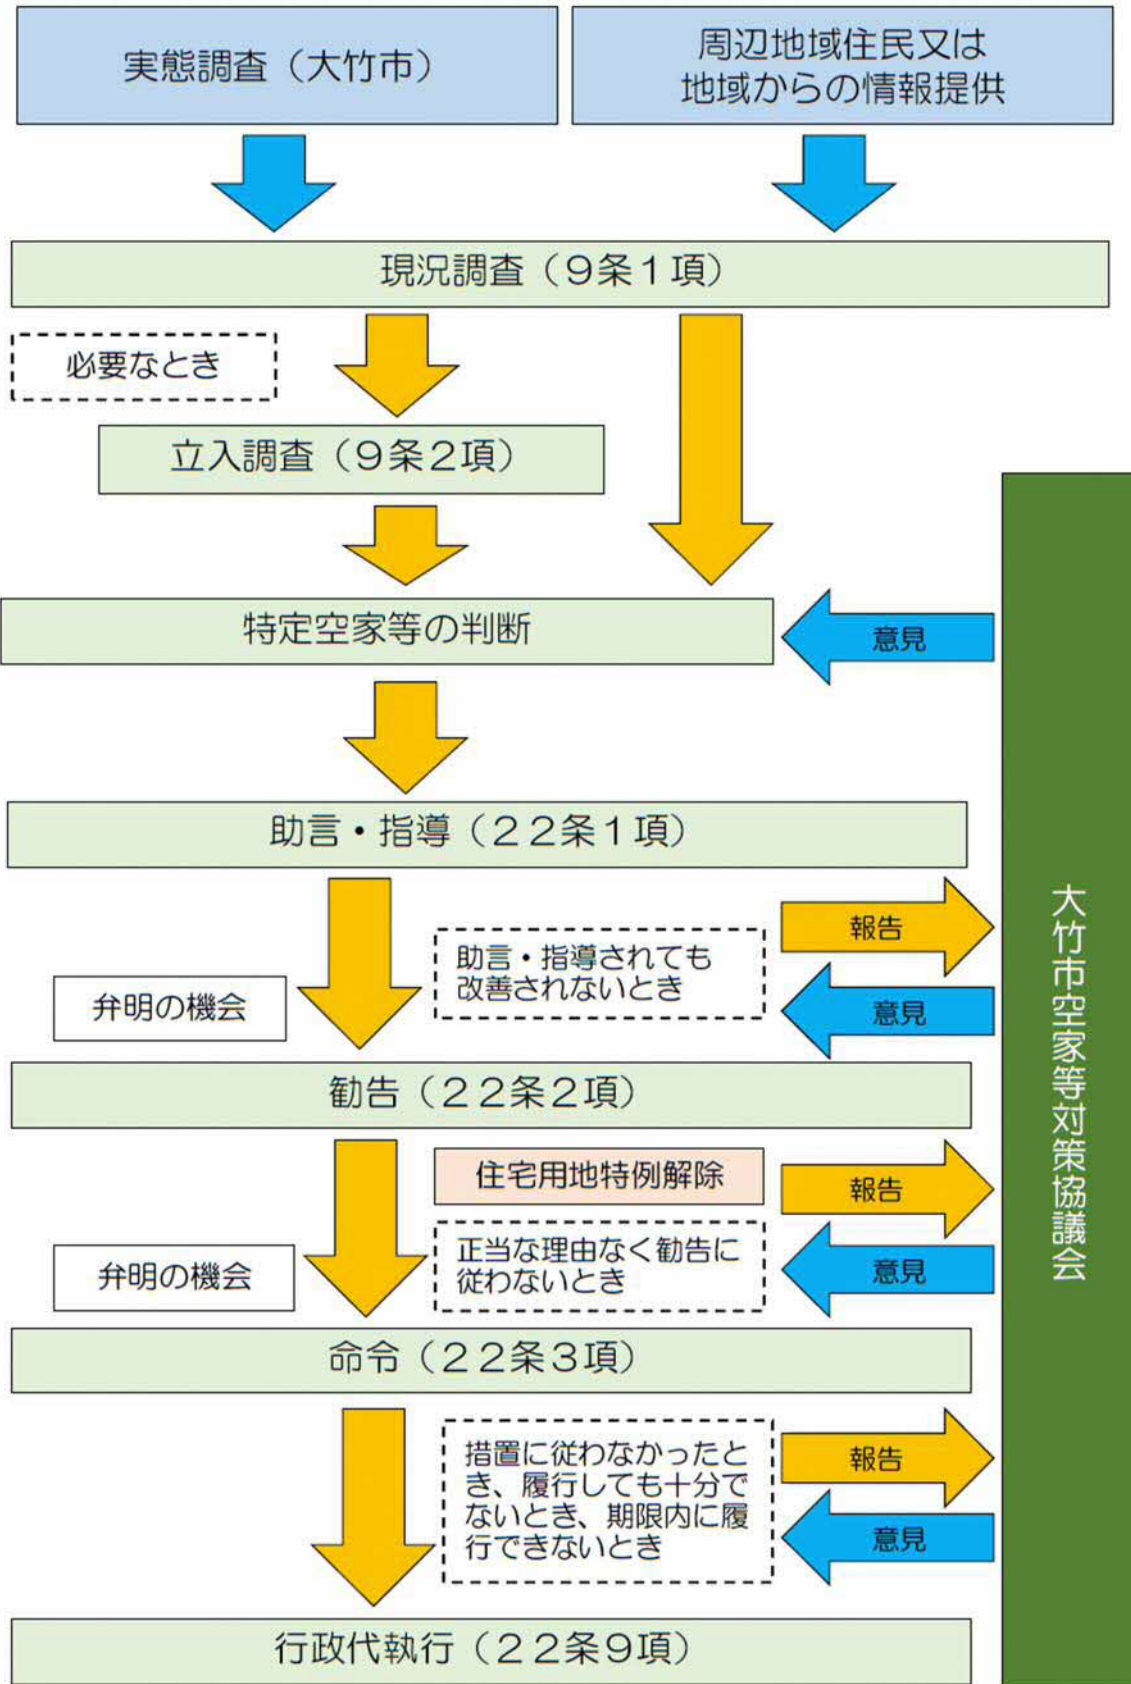 実態調査（大竹市）
周辺地域住民又は
地域からの情報提供
現況調査（９条１項）
必要なとき
立入調査（９条２項）
特定空家等の判断
意見
助言・指導（２２条１項）
助言・指導されても
改善されないとき
報告
意見
弁明の機会
勧告（２２条２項）
住宅用地特例解除
報告
正当な理由なく勧告に
従わないとき
意見
弁明の機会
命令（２２条３項）
措置に従わなかったと
き、履行しても十分で
ないとき、期限内に履
行できないとき
報告
意見
行政代執行（２２条９項）
大竹市空家等対策協議会